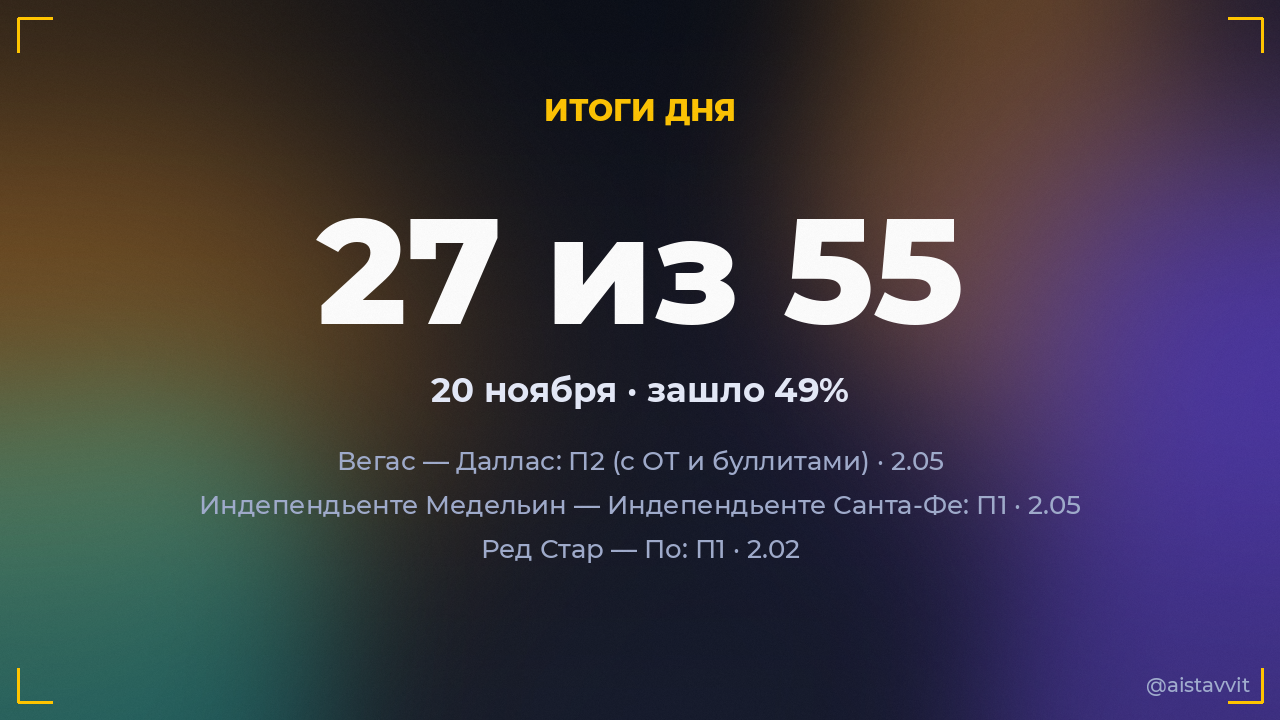 ИТОГИ ДНЯ
27 из 55
20 ноября · зашло 49%
Вегас — Даллас: П2 (с ОТ и буллитами) · 2.05
Индепендьенте Медельин — Индепендьенте Санта-Фе: П1 · 2.05
Ред Стар — По: П1 · 2.02
@aistavvit